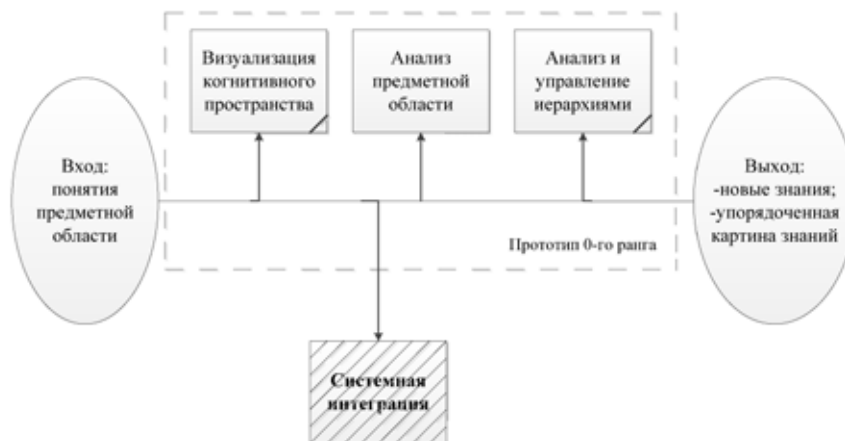 Визуализация
когнитивного
пространства
Анализ
предметной
области
Анализ и
управление
иерархиями
Вход:
понятия
предметной
области
Выход:
-новые знания;
-упорядоченная
картина знаний
Прототип 0-го ранга
Системная
интеграция